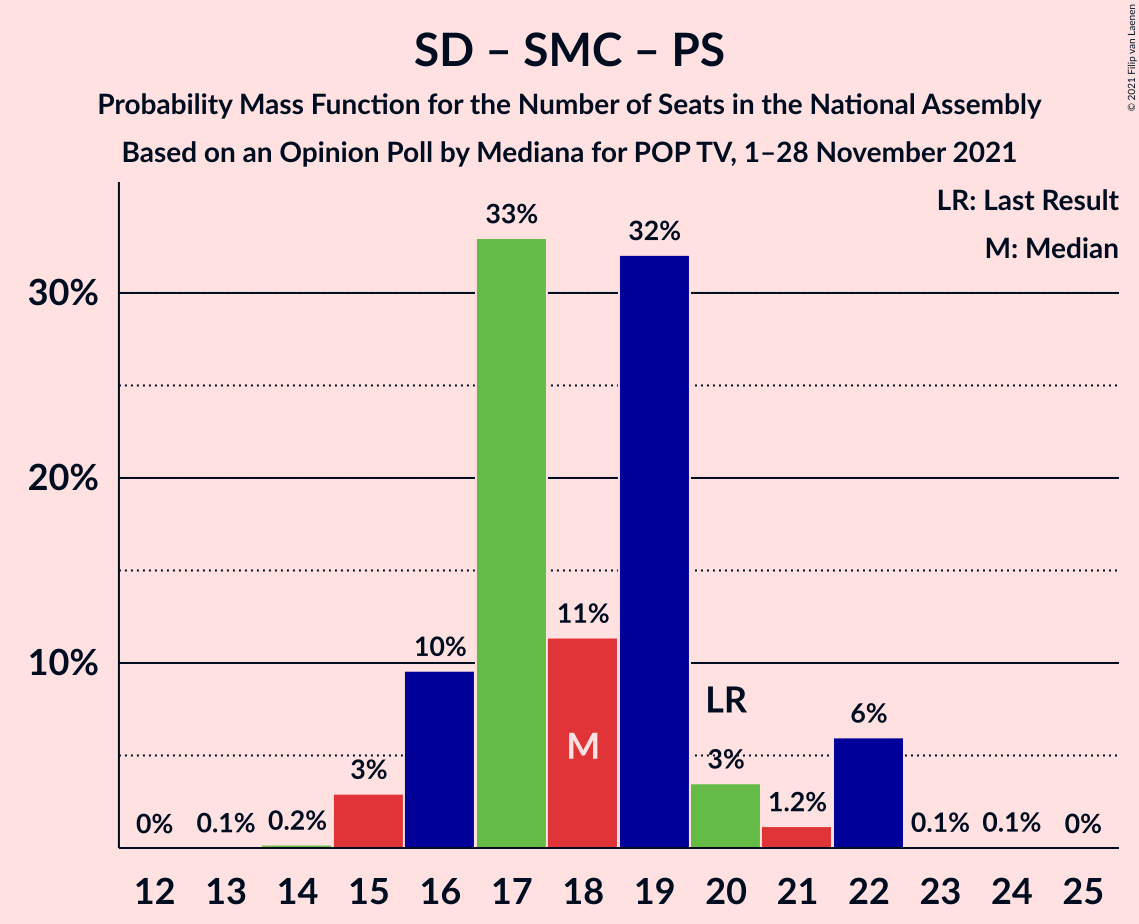 SD – SMC – PS
Probability Mass Function for the Number of Seats in the National Assembly
Based on an Opinion Poll by Mediana for POP TV, 1–28 November 2021
© 2021 Filip van Laenen
LR: Last Result
M: Median
30%
20%
10%
0%
0.1%
0.2%
3%
10%
33%
11%
M
32%
LR
3%
1.2%
6%
0.1%
0.1%
0%
12 13 14 15 16 17 18 19 20 21 22 23 24 25